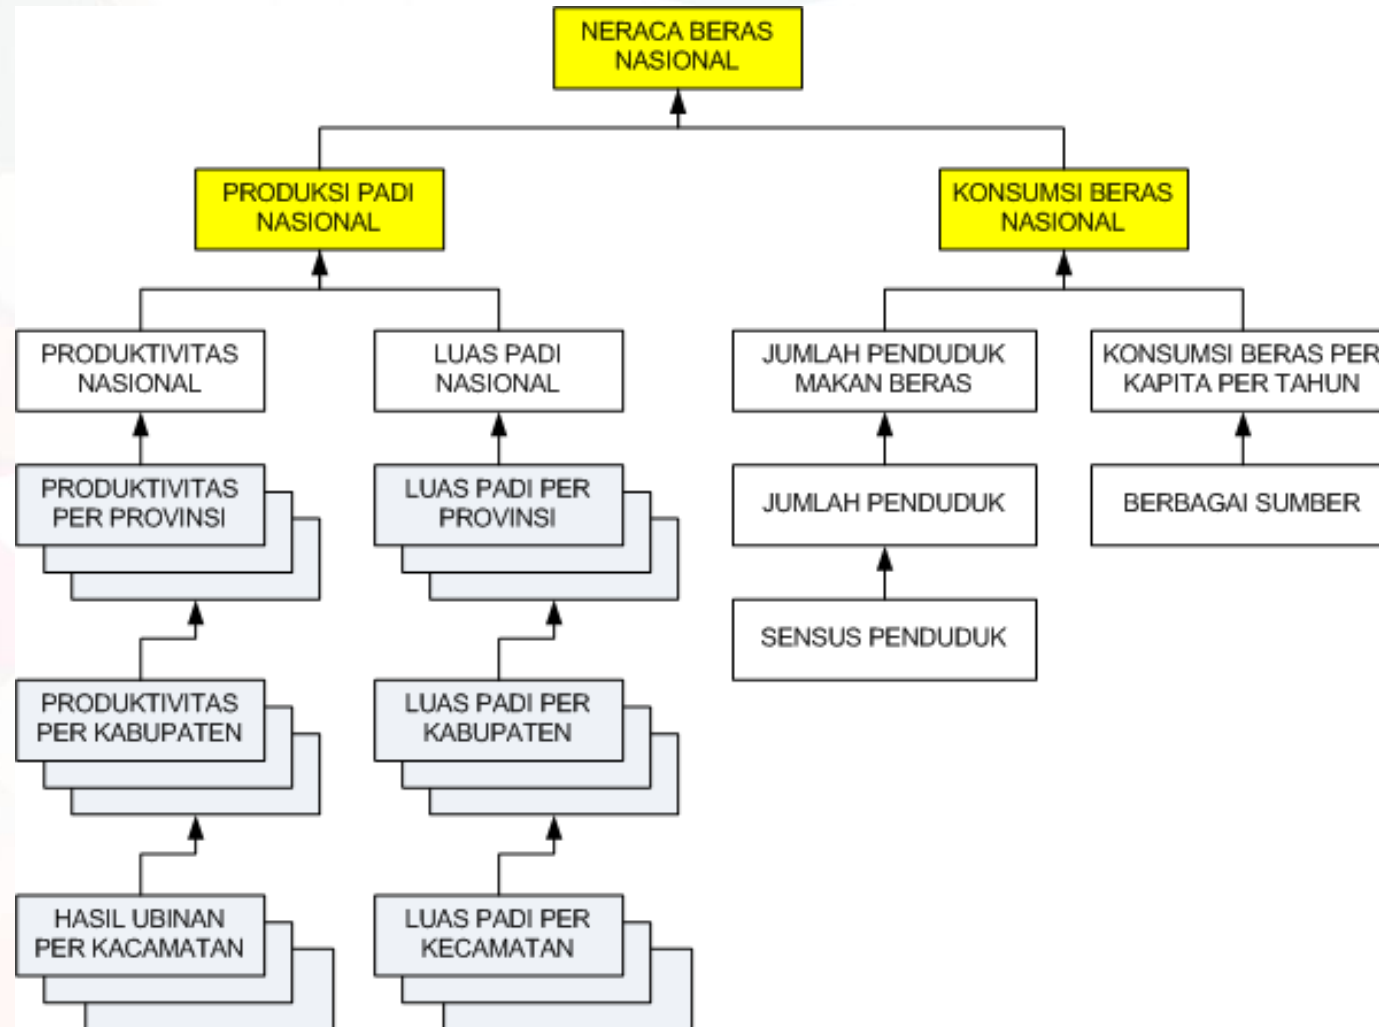 NERACA BERAS
NASIONAL
PRODUKSI PADI
NASIONAL
KONSUMSI BERAS
NASIONAL
PRODUKTIVITAS
NASIONAL
LUAS PADI
NASIONAL
JUMLAH PENDUDUK
MAKAN BERAS
KONSUMSI BERAS PER
KAPITA PER TAHUN
PRODUKTIVITAS
PER PROVINSI
LUAS PADI PER
PROVINSI
JUMLAH PENDUDUK
BERBAGAI SUMBER
SENSUS PENDUDUK
PRODUKTIVITAS
PER KABUPATEN
LUAS PADI PER
KABUPATEN
HASIL UBINAN
PER KACAMATAN
LUAS PADI PER
KECAMATAN